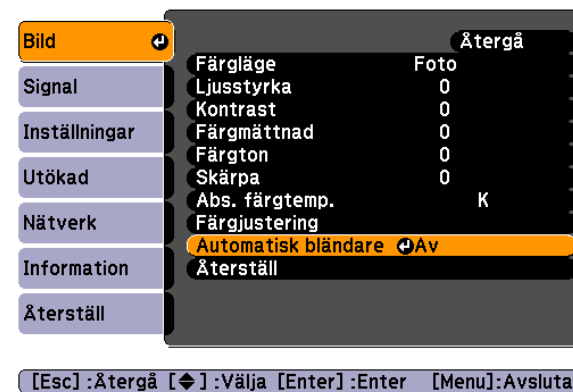 Bild
Signal
Inställningar
Utökad
Nätverk
Information
Återställ
Återgå
Färgläge Foto
Ljusstyrka 0
Kontrast 0
Färgmättnad 0
Färgton 0
Skärpa 0
Abs. färgtemp. K
Färgjustering
Automatisk bländare Av
Återställ
[Esc] :Återgå [ ] :Välja [Enter] :Enter [Menu]:Avsluta